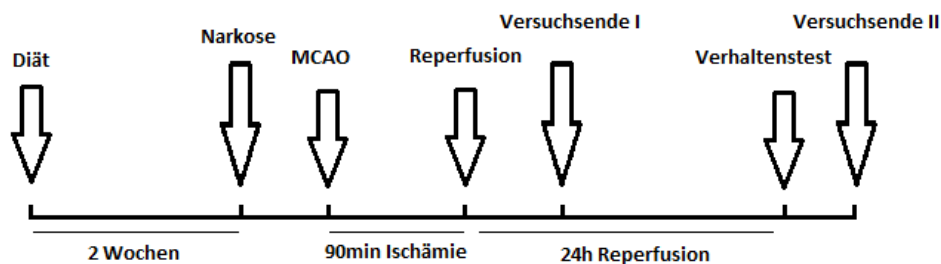 Versuchsende I
Versuchsende II
Narkose
Diät
MCAO
Reperfusion
Verhaltenstest
2 Wochen
90min Ischämie
24h Reperfusion